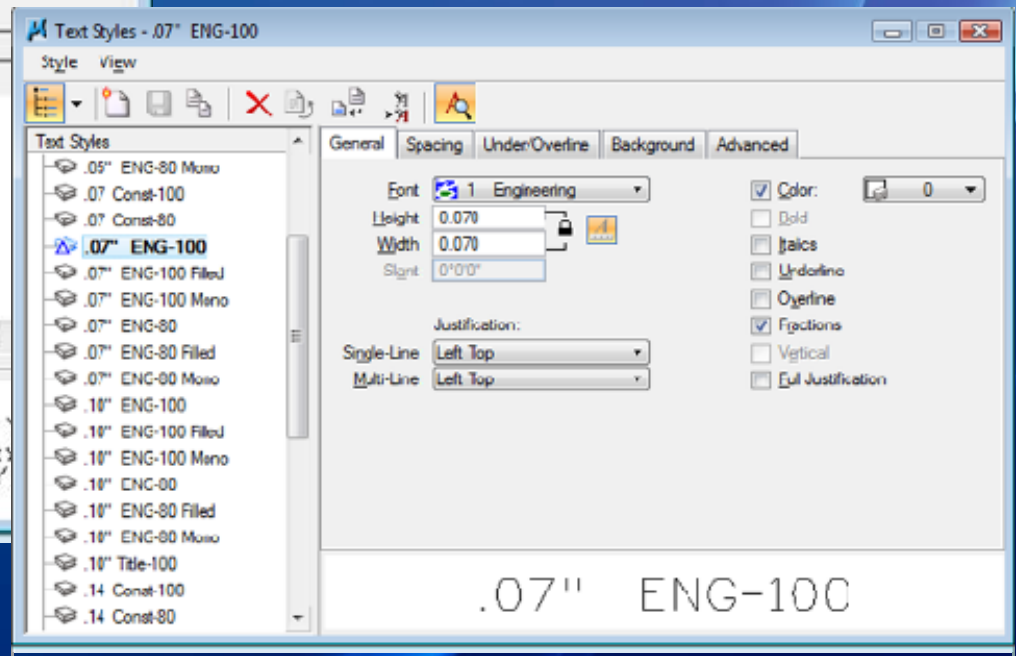 Text Styles - .07" ENG-100
Style View
Text Styles
.05" ENG-80 Mono
.07 Const-100
.07 Const-80
.07" ENG-100
.07" ENG-100 Filled
.07" ENG-100 Mono
.07" ENG-80
.07" ENG-80 Filled
.07" ENG-80 Mono
.10" ENG-100
.10" ENG-100 Filled
.10" ENG-100 Mono
.10" ENG-80
.10" ENG-80 Filled
.10" ENG-80 Mono
.10" Title-100
.14 Const-100
.14 Const-80
General Spacing Under/Overline Background Advanced
Font 1 Engineering
Height 0.070
Width 0.070
Slant 0°0'0"
Justification:
Single-Line Left Top
Multi-Line Left Top
Color: 0
Bold
Italics
Underline
Overline
Fractions
Vertical
Full Justification
.07" ENG-100